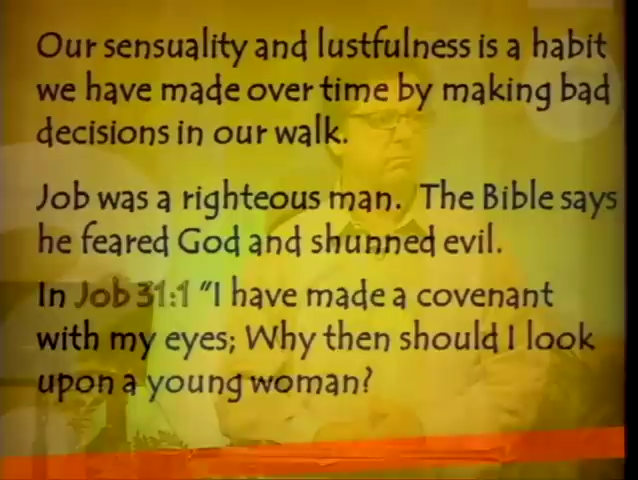 Our sensuality and lustfulness is a habit
we have made over time by making bad
decisions in our walk.
Job was a righteous man. The Bible says
he feared God and shunned evil.
In Job 31:1 "I have made a covenant
with my eyes; Why then should I look
upon a young woman?